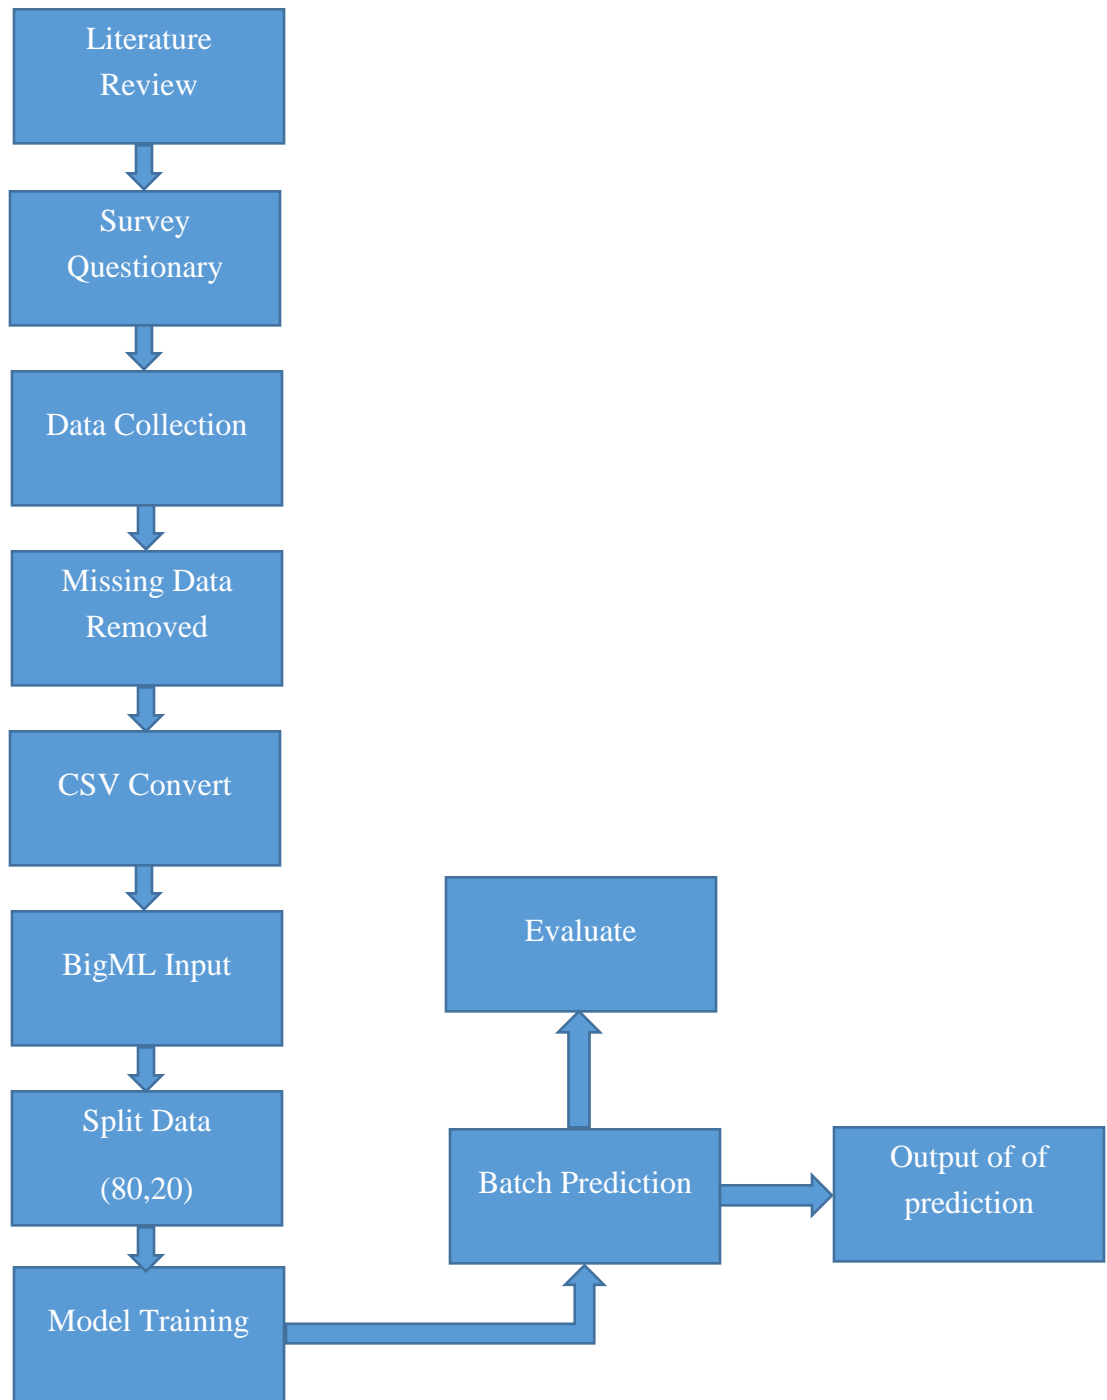 Literature
Review
Survey
Questionary
Data Collection
Missing Data
Removed
CSV Convert
BigML Input
Split Data
(80,20)
Model Training
Evaluate
Batch Prediction
Output of of
prediction